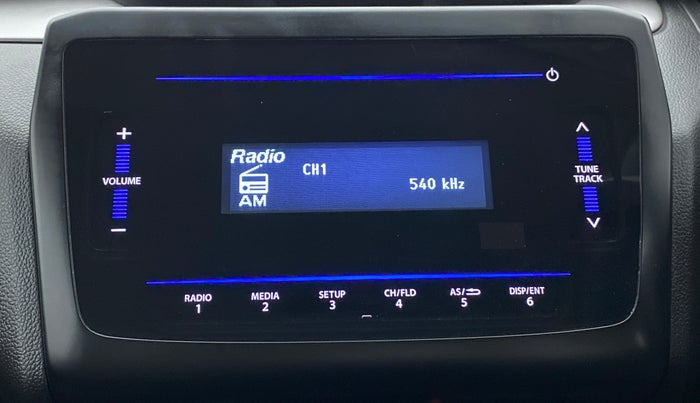 +
VOLUME
−
Radio
AM
CH1
540 kHz
TUNE
TRACK
RADIO
1
MEDIA
2
SETUP
3
CH/FLD
4
AS/
5
DISP/ENT
6